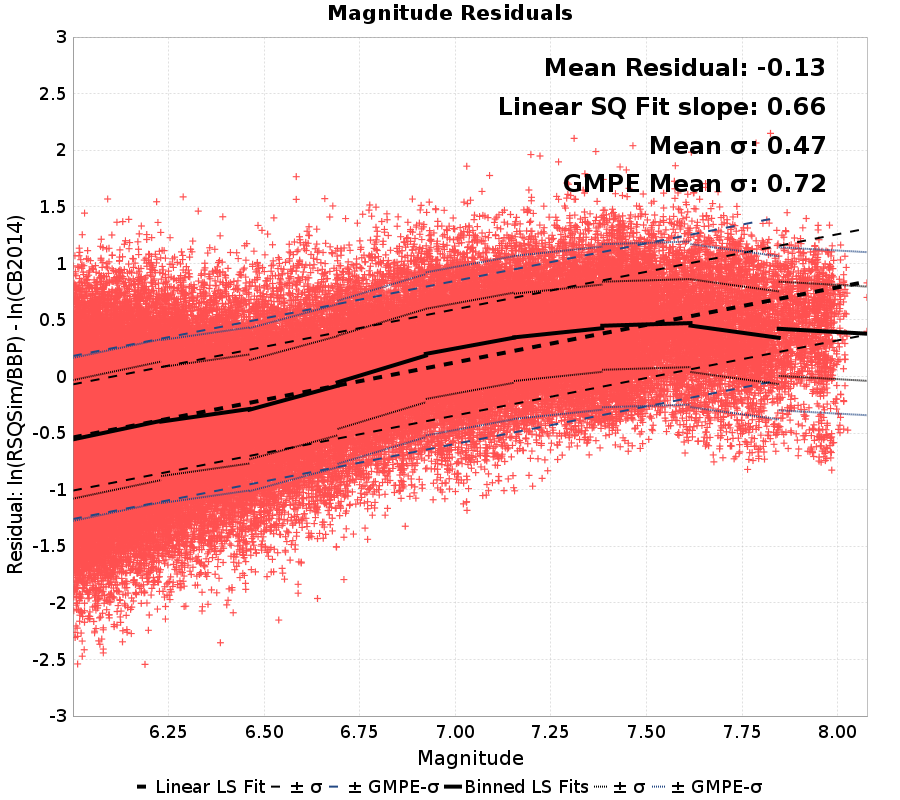 Magnitude Residuals
Mean Residual: -0.13
Linear SQ Fit slope: 0.66
Mean σ: 0.47
GMPE Mean σ: 0.72
Residual: ln(RSQSim/BBP) - ln(CB2014)
3
2.5
2
1.5
1
0.5
0
-0.5
-1
-1.5
-2
-2.5
-3
6.25 6.50 6.75 7.00 7.25 7.50 7.75 8.00
Magnitude
Linear LS Fit ± σ ± GMPE-σ Binned LS Fits ± σ ± GMPE-σ